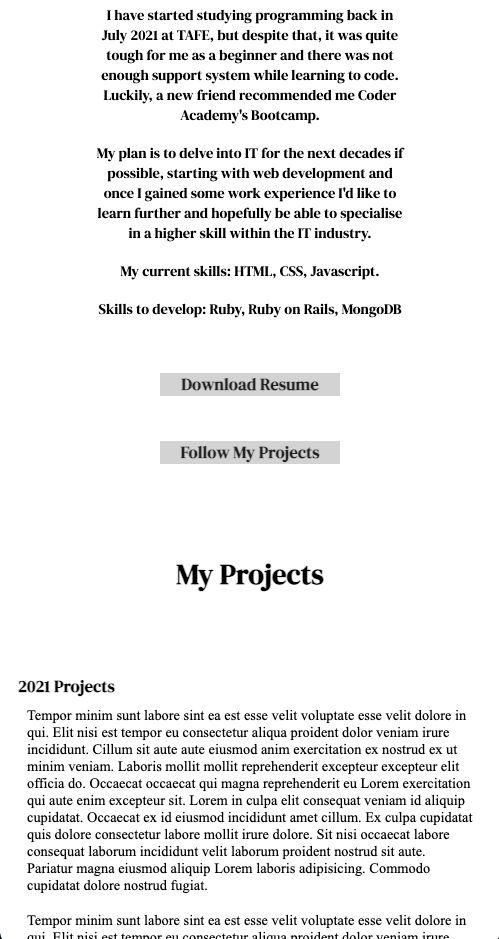 I have started studying programming back in
July 2021 at TAFE, but despite that, it was quite
tough for me as a beginner and there was not
enough support system while learning to code.
Luckily, a new friend recommended me Coder
Academy's Bootcamp.
My plan is to delve into IT for the next decades if
possible, starting with web development and
once I gained some work experience I'd like to
learn further and hopefully be able to specialise
in a higher skill within the IT industry.
My current skills: HTML, CSS, Javascript.
Skills to develop: Ruby, Ruby on Rails, MongoDB
Download Resume
Follow My Projects
My Projects
2021 Projects
Tempor minim sunt labore sint ea est esse velit voluptate esse velit dolore in
qui. Elit nisi est tempor eu consectetur aliqua proident dolor veniam irure
incididunt. Cillum sit aute aute eiusmod anim exercitation ex nostrud ex ut
minim veniam. Laboris mollit mollit reprehenderit excepteur excepteur elit
officia do. Occaecat occaecat qui magna reprehenderit eu Lorem exercitation
qui aute enim excepteur sit. Lorem in culpa elit consequat veniam id aliquip
cupidatat. Occaecat ex id eiusmod incididunt amet cillum. Ex culpa cupidatat
quis dolore consectetur labore mollit irure dolore. Sit nisi occaecat labore
consequat laborum incididunt velit laborum proident nostrud sit aute.
Pariatur magna eiusmod aliquip Lorem laboris adipisicing. Commodo
cupidatat dolore nostrud fugiat.
Tempor minim sunt labore sint ea est esse velit voluptate esse velit dolore in
qui. Elit nisi est tempor eu consectetur aliqua proident dolor veniam irure